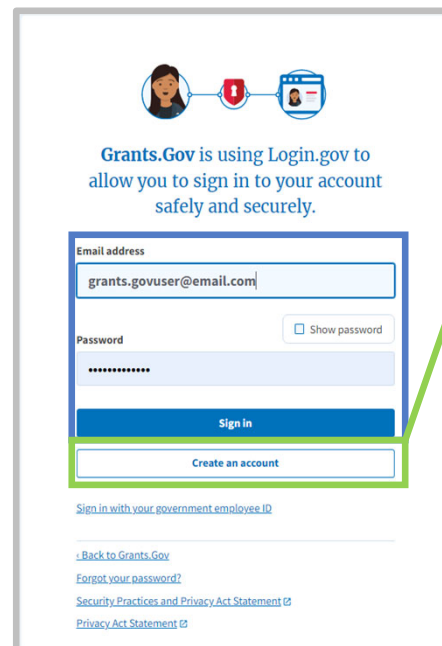 Grants.Gov is using Login.gov to
allow you to sign in to your account
safely and securely.
Email address
grants.govuser@email.com
Show password
Password
•••••••••••••
Sign in
Create an account
Sign in with your government employee ID
‹ Back to Grants.Gov
Forgot your password?
Security Practices and Privacy Act Statement
Privacy Act Statement